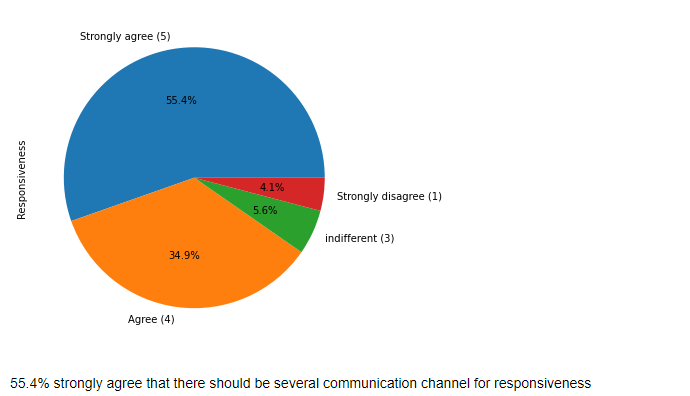 Strongly agree (5)
55.4%
Responsiveness
4.1%
Strongly disagree (1)
5.6%
indifferent (3)
34.9%
Agree (4)
55.4% strongly agree that there should be several communication channel for responsiveness